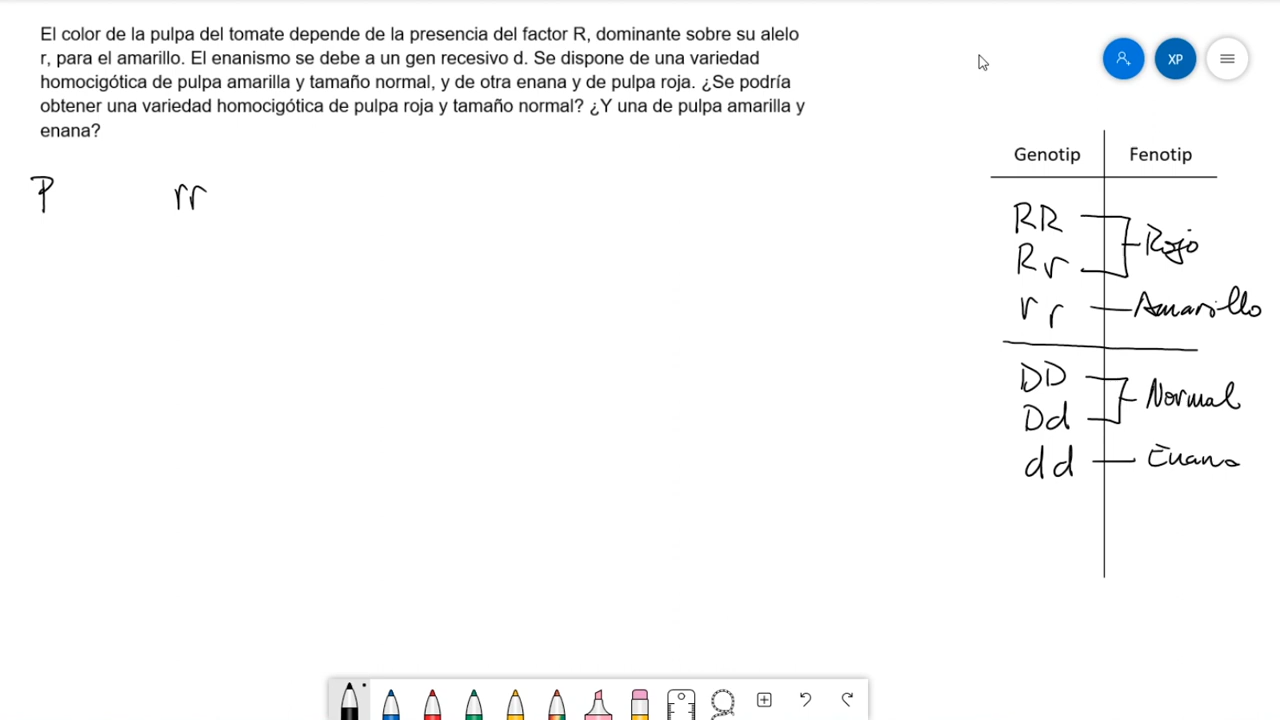 El color de la pulpa del tomate depende de la presencia del factor R, dominante sobre su alelo
r, para el amarillo. El enanismo se debe a un gen recesivo d. Se dispone de una variedad
homocigótica de pulpa amarilla y tamaño normal, y de otra enana y de pulpa roja. ¿Se podría
obtener una variedad homocigótica de pulpa roja y tamaño normal? ¿Y una de pulpa amarilla y
enana?
XP
P rr
Genotip Fenotip
RR
Rojo
Rr
rr Amarillo
DD
Normal
Dd
dd Enano